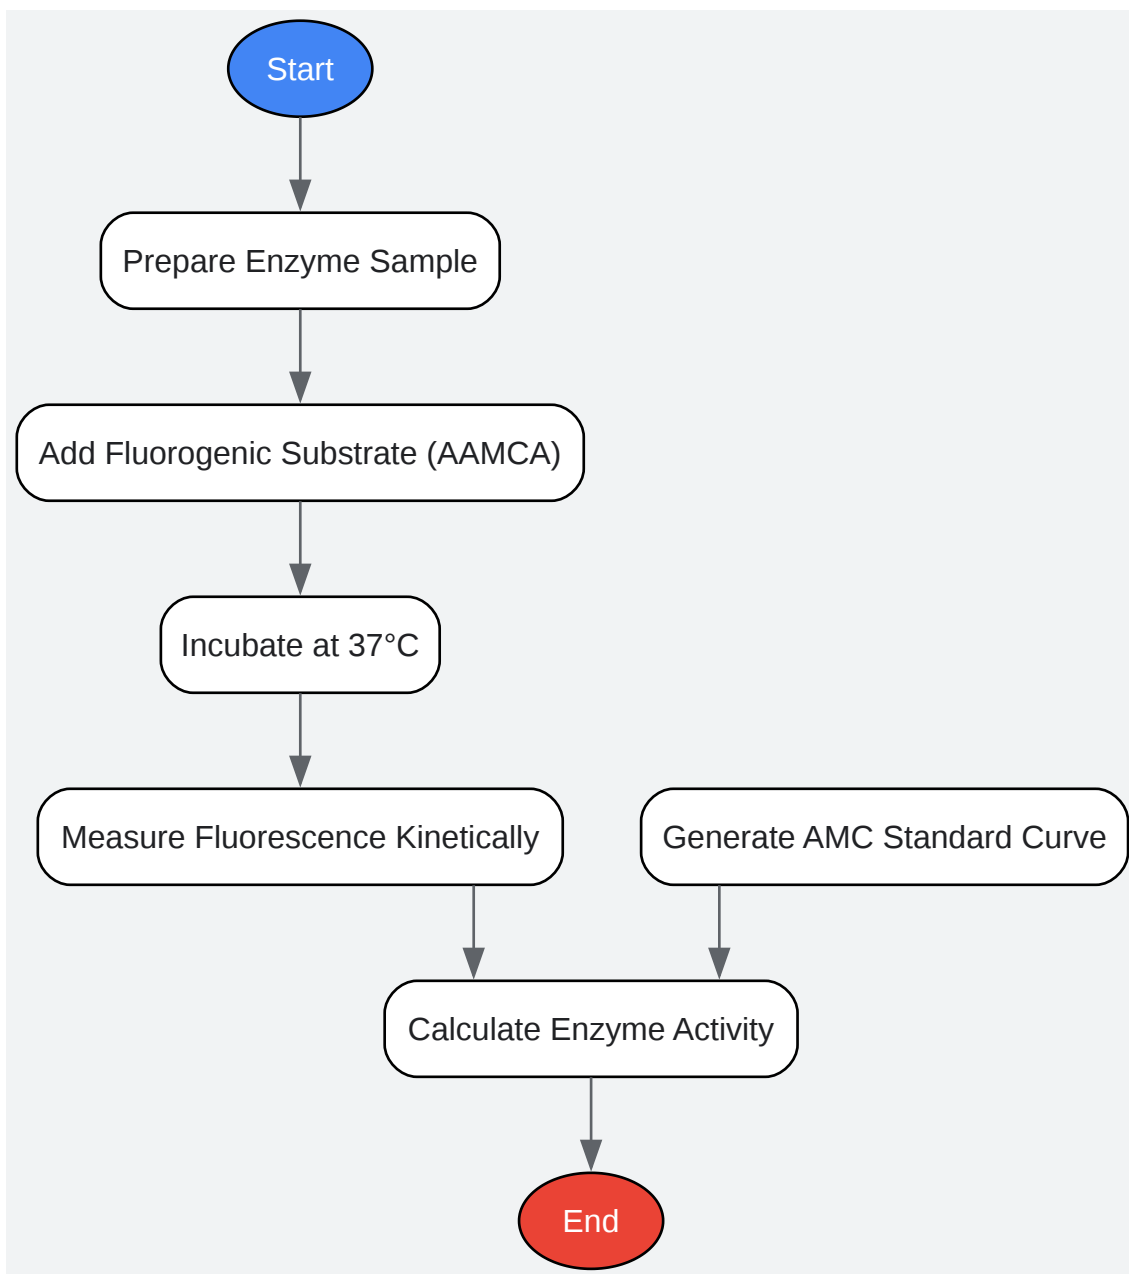 Start
Prepare Enzyme Sample
Add Fluorogenic Substrate (AAMCA)
Incubate at 37°C
Measure Fluorescence Kinetically
Generate AMC Standard Curve
Calculate Enzyme Activity
End